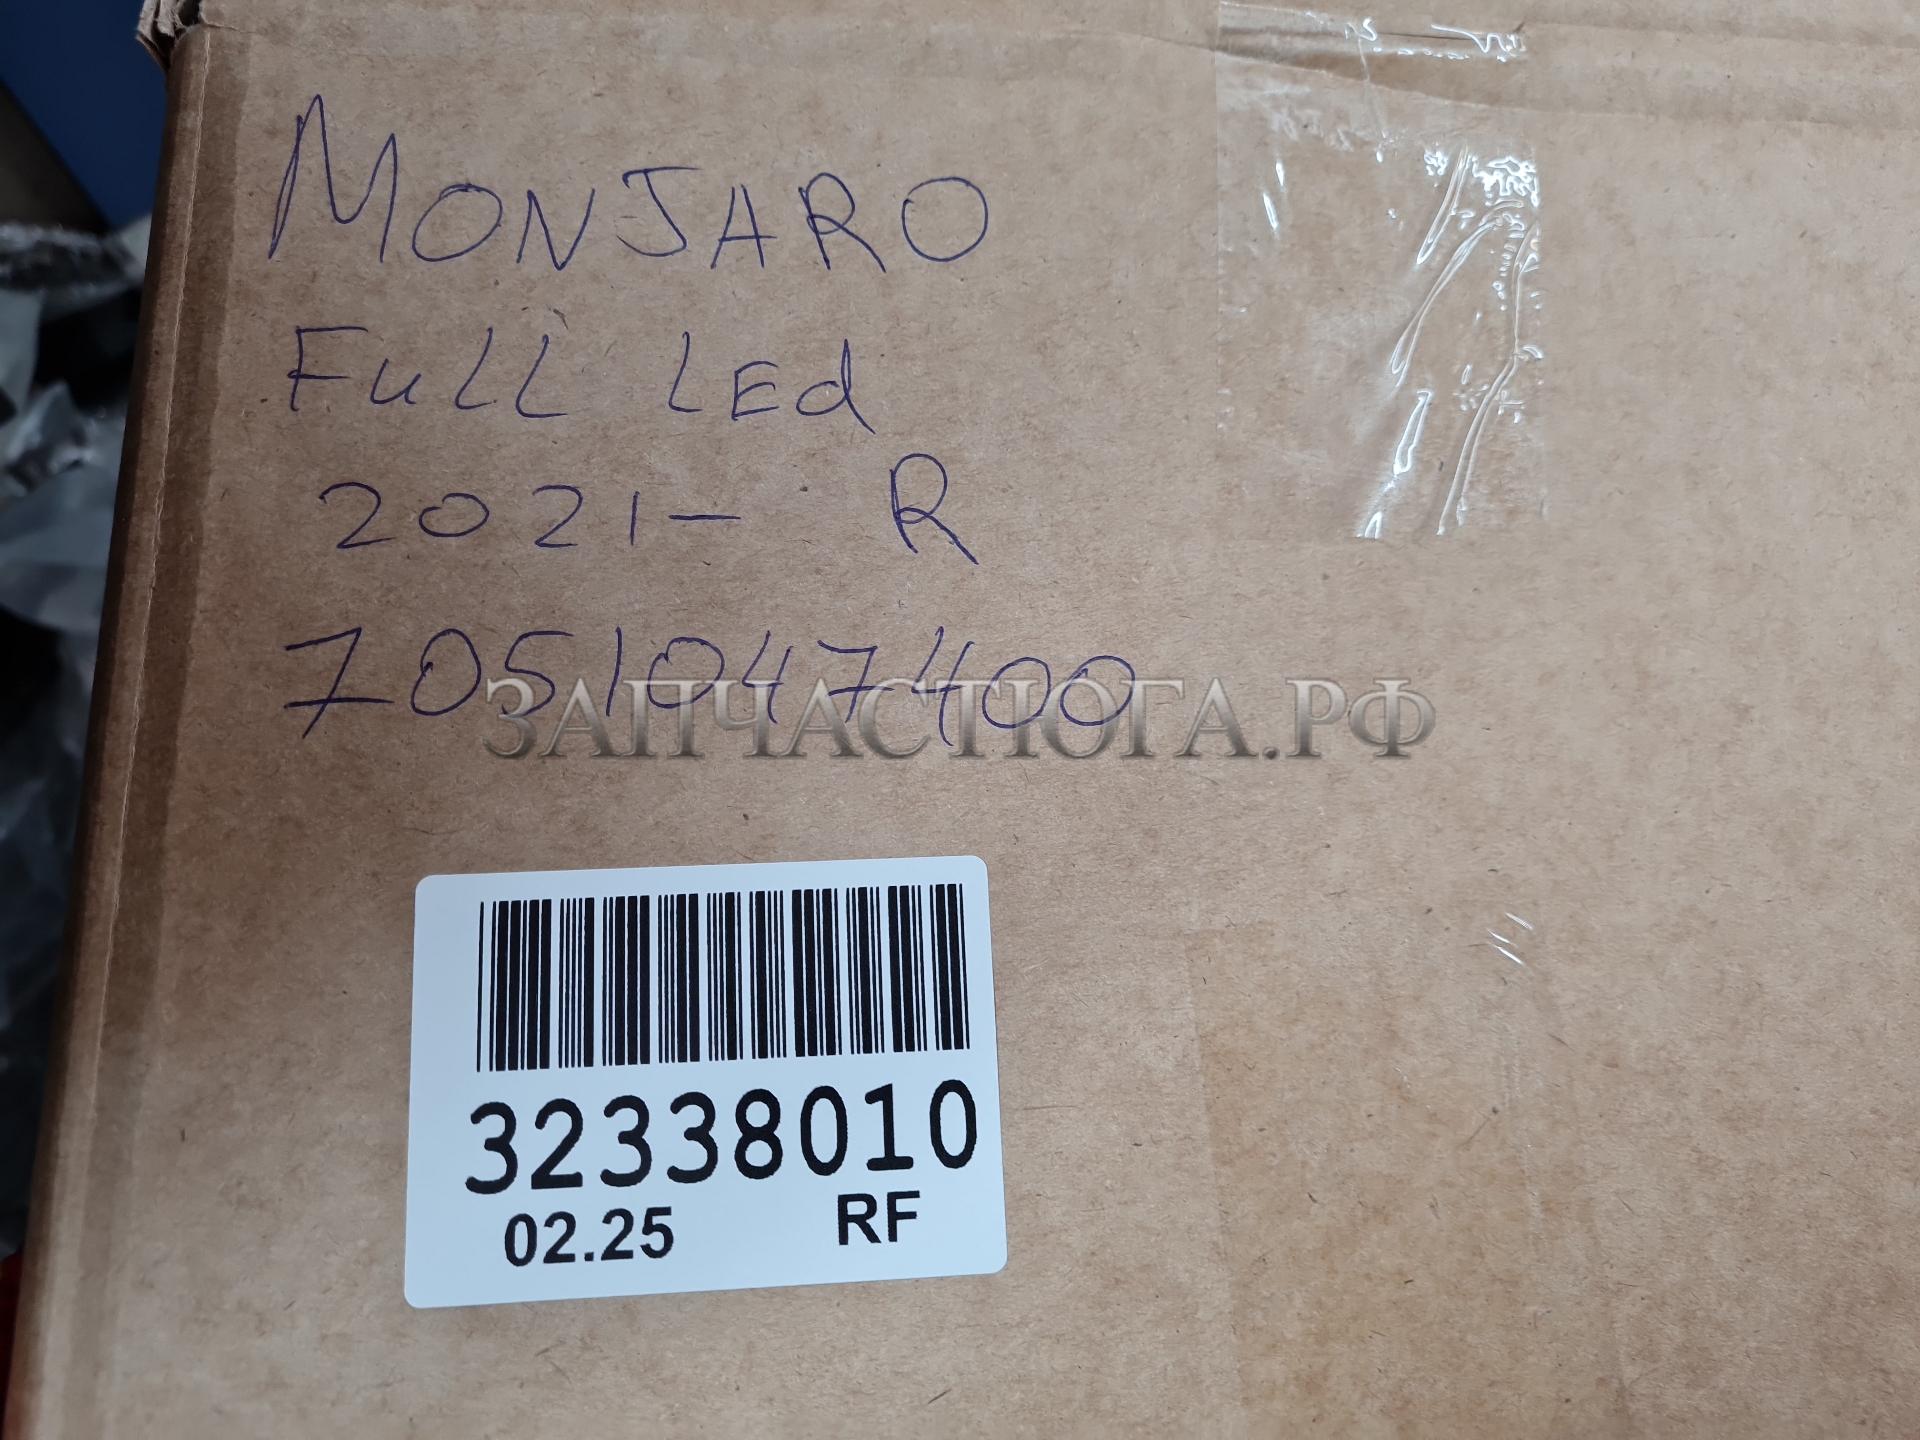 MONJARO
FuLL LEd
2021- R
7051047400
ЗАПЧАСТЮГА.РФ
32338010
02.25 RF